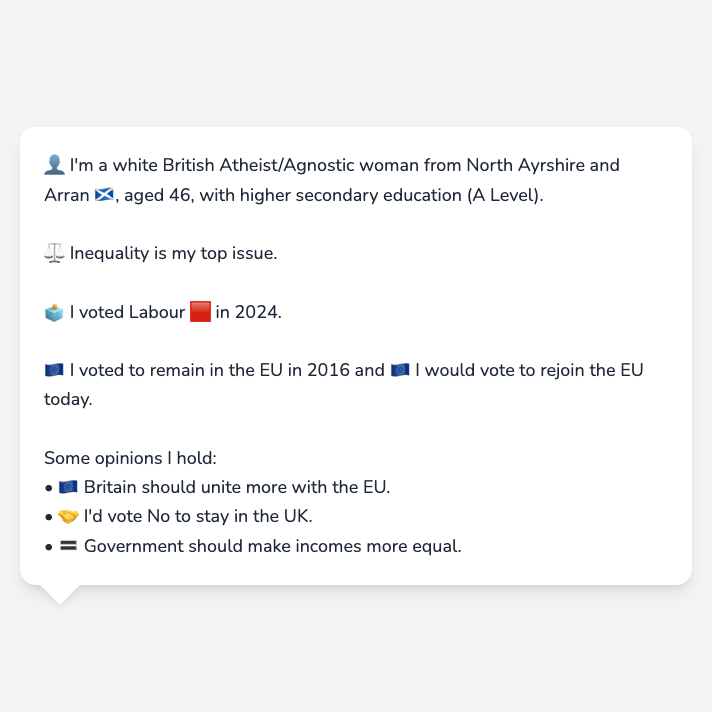 👤 I'm a white British Atheist/Agnostic woman from North Ayrshire and
Arran 🏴󠁧󠁢󠁳󠁣󠁴󠁿, aged 46, with higher secondary education (A Level).
⚖️ Inequality is my top issue.
🗳️ I voted Labour 🟥 in 2024.
🇪🇺 I voted to remain in the EU in 2016 and 🇪🇺 I would vote to rejoin the EU
today.
Some opinions I hold:
• 🇪🇺 Britain should unite more with the EU.
• 🤝 I'd vote No to stay in the UK.
• 🟰 Government should make incomes more equal.